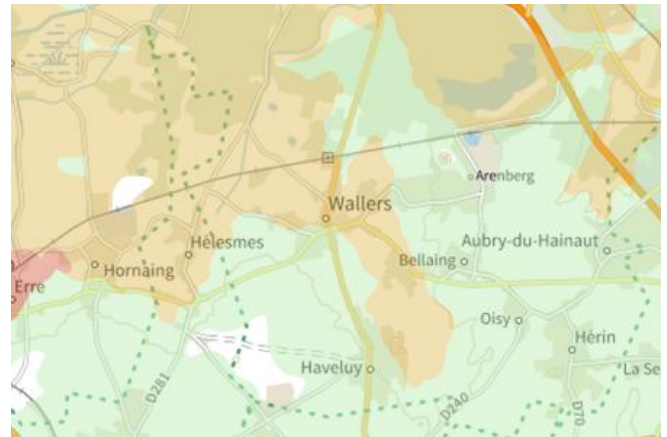 Arenberg
Wallers
Hélesmes
Aubry-du-Hainaut
Bellaing
Hornaing
Erre
Oisy
Hérin
Haveluy
La Se
D281
D240
D70